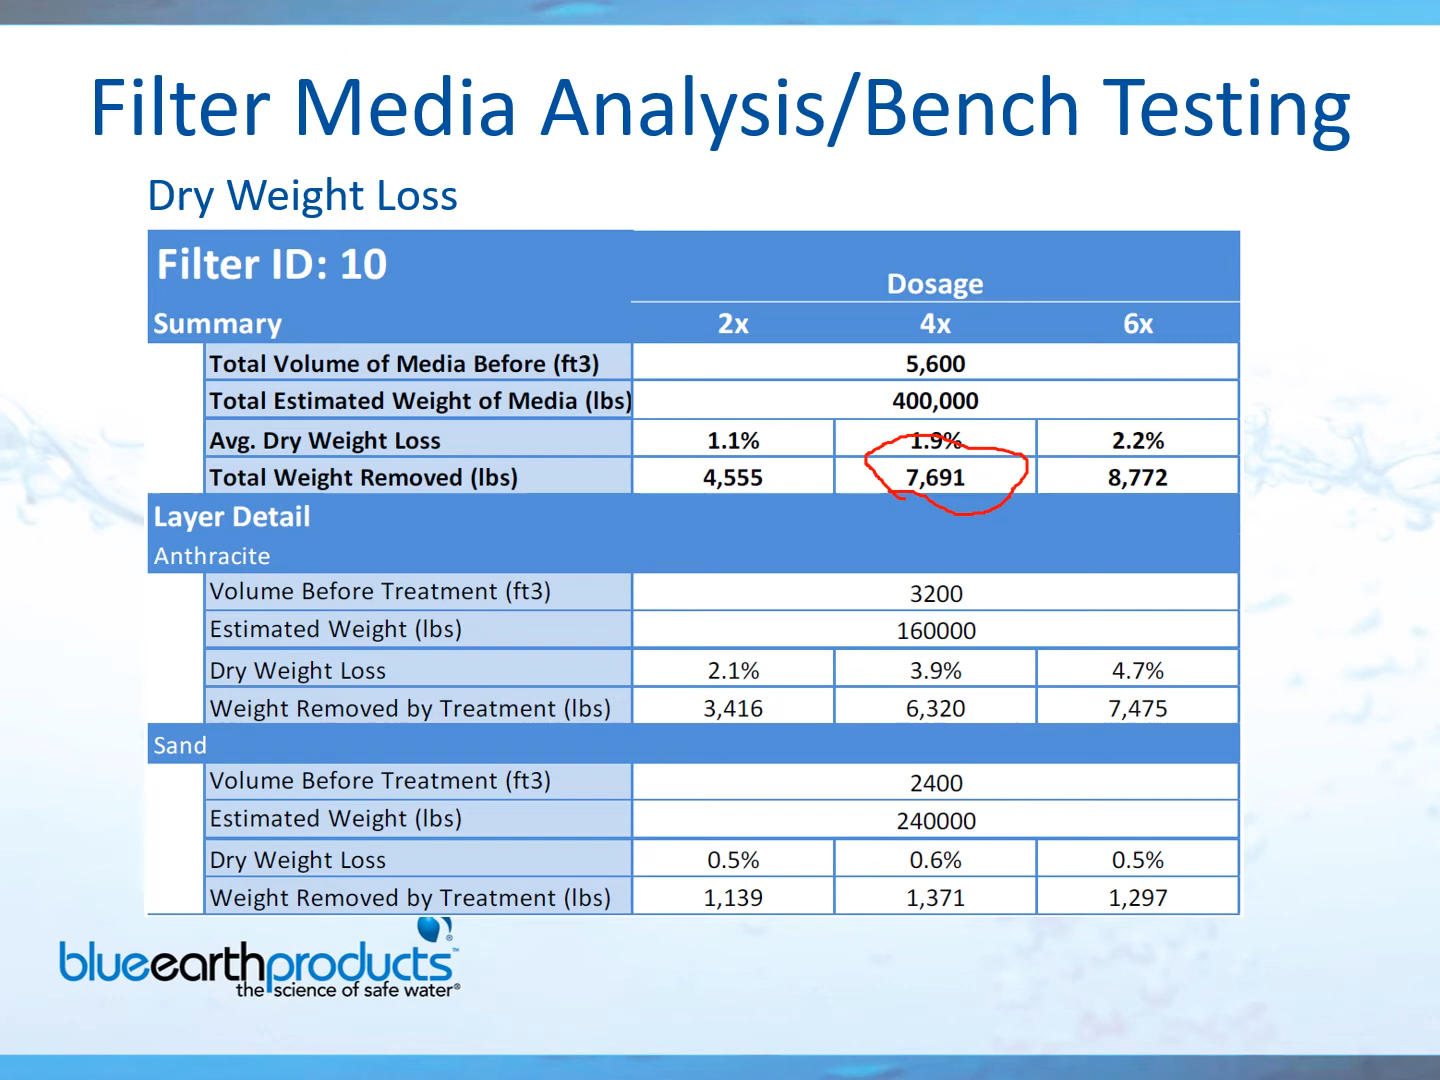 Filter Media Analysis/Bench Testing
Dry Weight Loss
Filter ID: 10
Dosage
Summary 2x 4x 6x
Total Volume of Media Before (ft3) 5,600
Total Estimated Weight of Media (lbs) 400,000
Avg. Dry Weight Loss 1.1% 1.9% 2.2%
Total Weight Removed (lbs) 4,555 7,691 8,772
Layer Detail
Anthracite
Volume Before Treatment (ft3) 3200
Estimated Weight (lbs) 160000
Dry Weight Loss 2.1% 3.9% 4.7%
Weight Removed by Treatment (lbs) 3,416 6,320 7,475
Sand
Volume Before Treatment (ft3) 2400
Estimated Weight (lbs) 240000
Dry Weight Loss 0.5% 0.6% 0.5%
Weight Removed by Treatment (lbs) 1,139 1,371 1,297
blueearthproducts™
the science of safe water®